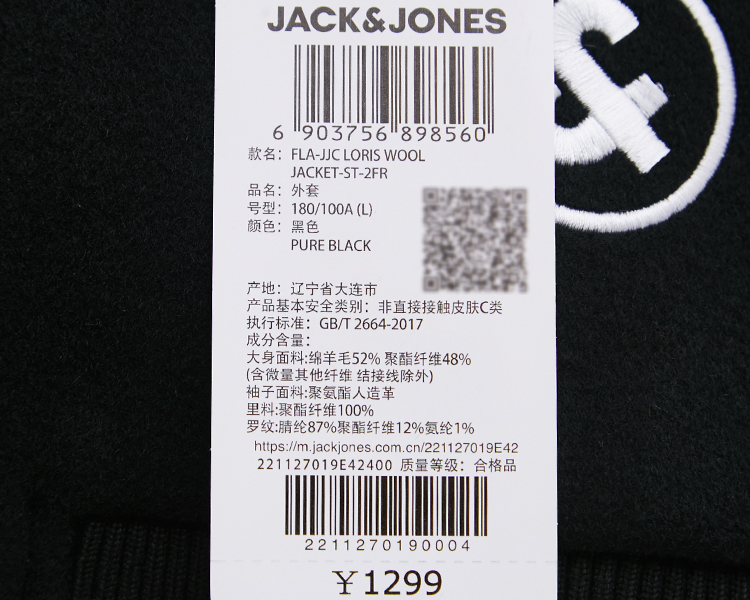 JACK&JONES
6 903756 898560
款名: FLA-JJC LORIS WOOL
JACKET-ST-2FR
品名: 外套
号型: 180/100A (L)
颜色: 黑色
PURE BLACK
产地: 辽宁省大连市
产品基本安全类别: 非直接接触皮肤C类
执行标准: GB/T 2664-2017
成分含量:
大身面料:绵羊毛52% 聚酯纤维48%
(含微量其他纤维 结接线除外)
袖子面料:聚氨酯人造革
里料:聚酯纤维100%
罗纹:腈纶87%聚酯纤维12%氨纶1%
https://m.jackjones.com.cn/221127019E42
221127019E42400 质量等级: 合格品
2211270190004
¥1299